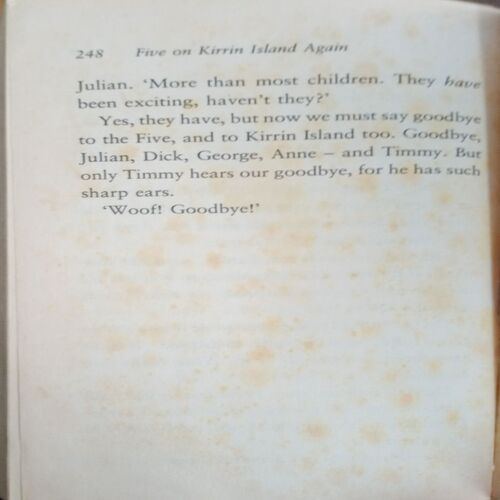 248 Five on Kirrin Island Again
Julian. ‘More than most children. They have
been exciting, haven't they?’
Yes, they have, but now we must say goodbye
to the Five, and to Kirrin Island too. Goodbye,
Julian, Dick, George, Anne – and Timmy. But
only Timmy hears our goodbye, for he has such
sharp ears.
‘Woof! Goodbye!’